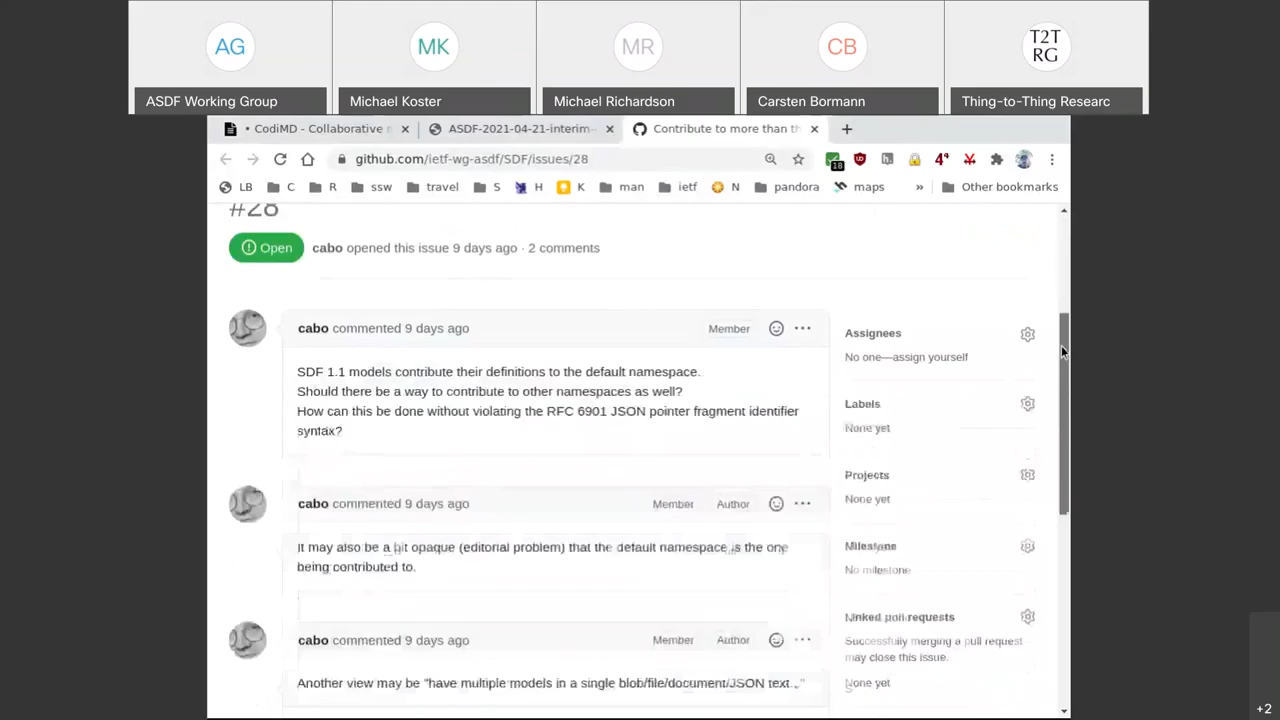 AG
MK
MR
CB
T2T
RG
ASDF Working Group
Michael Koster
Michael Richardson
Carsten Bormann
Thing-to-Thing Researc
CodiMD - Collaborative
ASDF-2021-04-21-interim-
Contribute to more than th
github.com/ietf-wg-asdf/SDF/issues/28
18
LB
C
R
ssw
travel
S
H
K
man
ietf
N
pandora
maps
»
Other bookmarks
#28
Open
cabo opened this issue 9 days ago · 2 comments
cabo commented 9 days ago
Member
SDF 1.1 models contribute their definitions to the default namespace.
Should there be a way to contribute to other namespaces as well?
How can this be done without violating the RFC 6901 JSON pointer fragment identifier
syntax?
cabo commented 9 days ago
Member
Author
It may also be a bit opaque (editorial problem) that the default namespace is the one
being contributed to.
cabo commented 9 days ago
Member
Author
Another view may be "have multiple models in a single blob/file/document/JSON text..."
Assignees
No one—assign yourself
Labels
None yet
Projects
None yet
Milestone
No milestone
Linked pull requests
Successfully merging a pull request
may close this issue.
None yet
+2